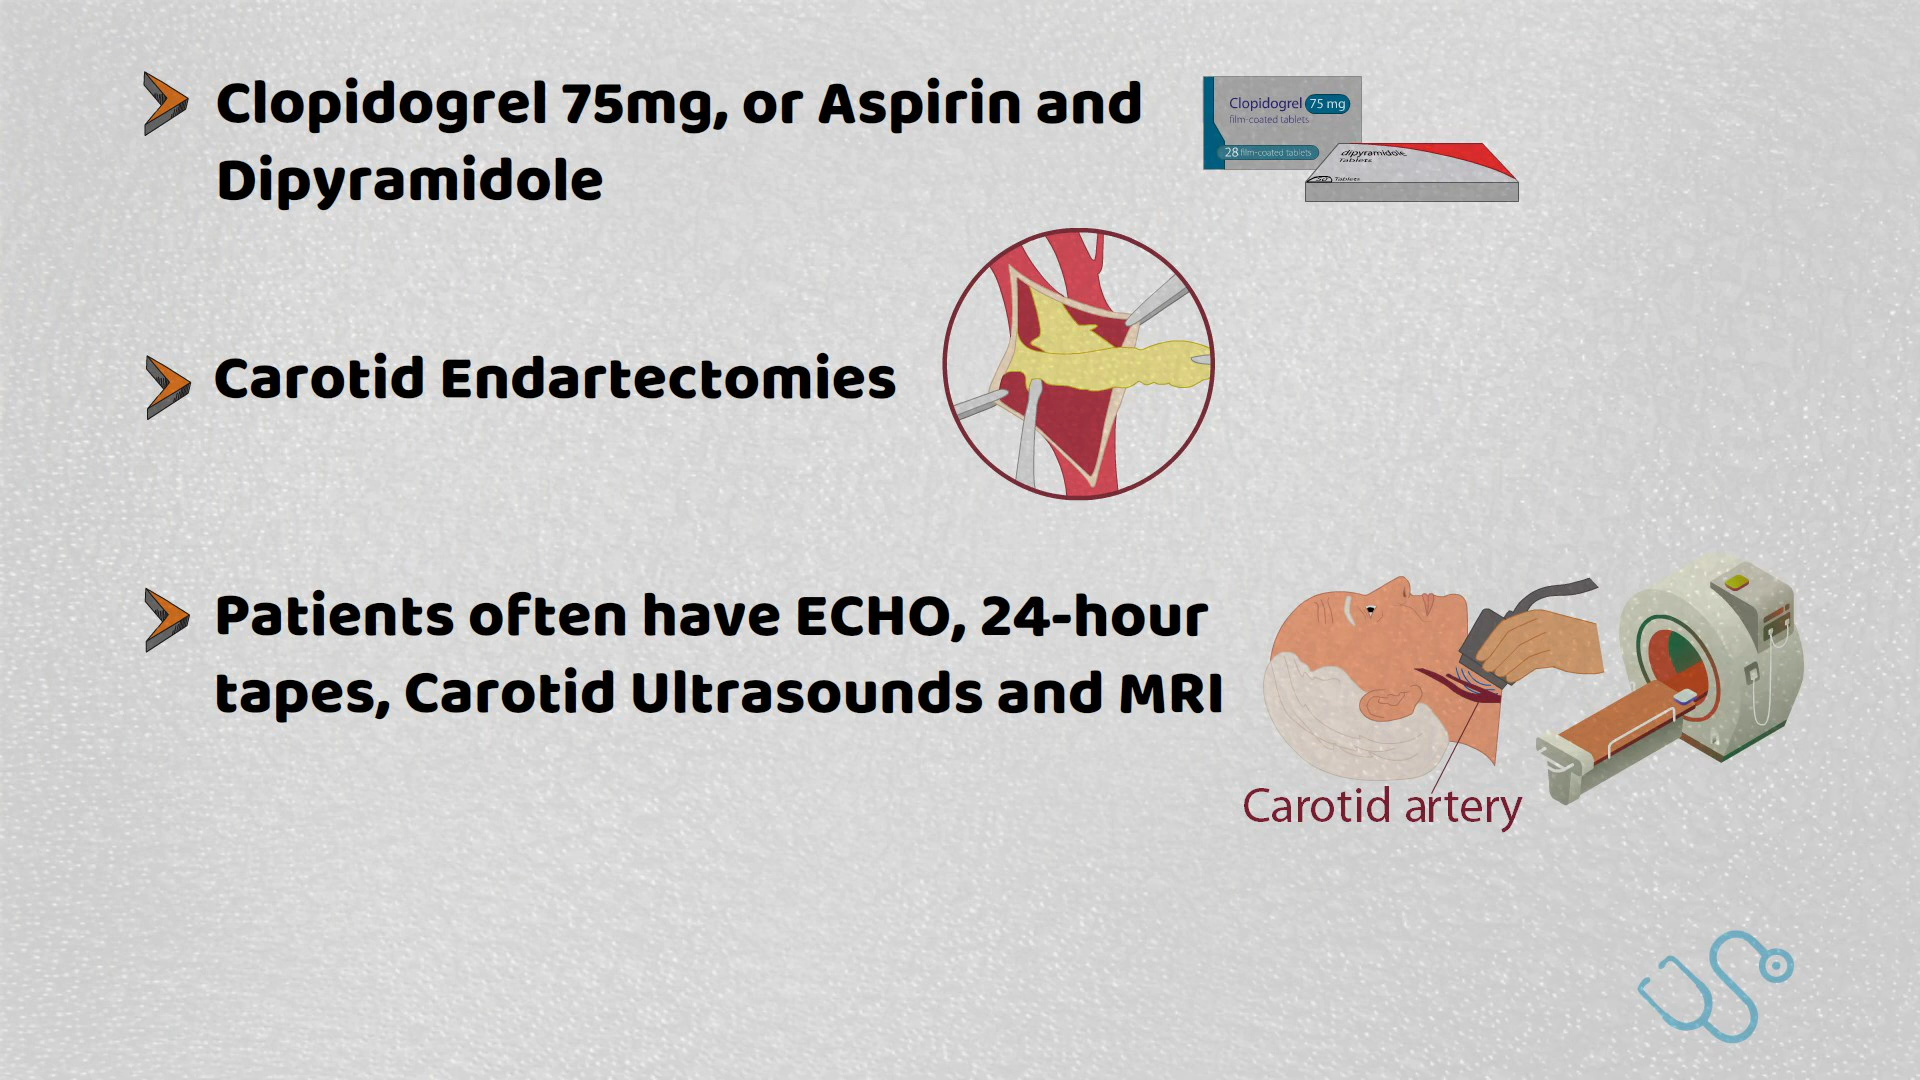 Clopidogrel 75mg, or Aspirin and
Dipyramidole
Clopidogrel 75 mg
film-coated tablets
28 film-coated tablets
dipyramidole
Tablets
Tablets
Carotid Endartectomies
Patients often have ECHO, 24-hour
tapes, Carotid Ultrasounds and MRI
Carotid artery